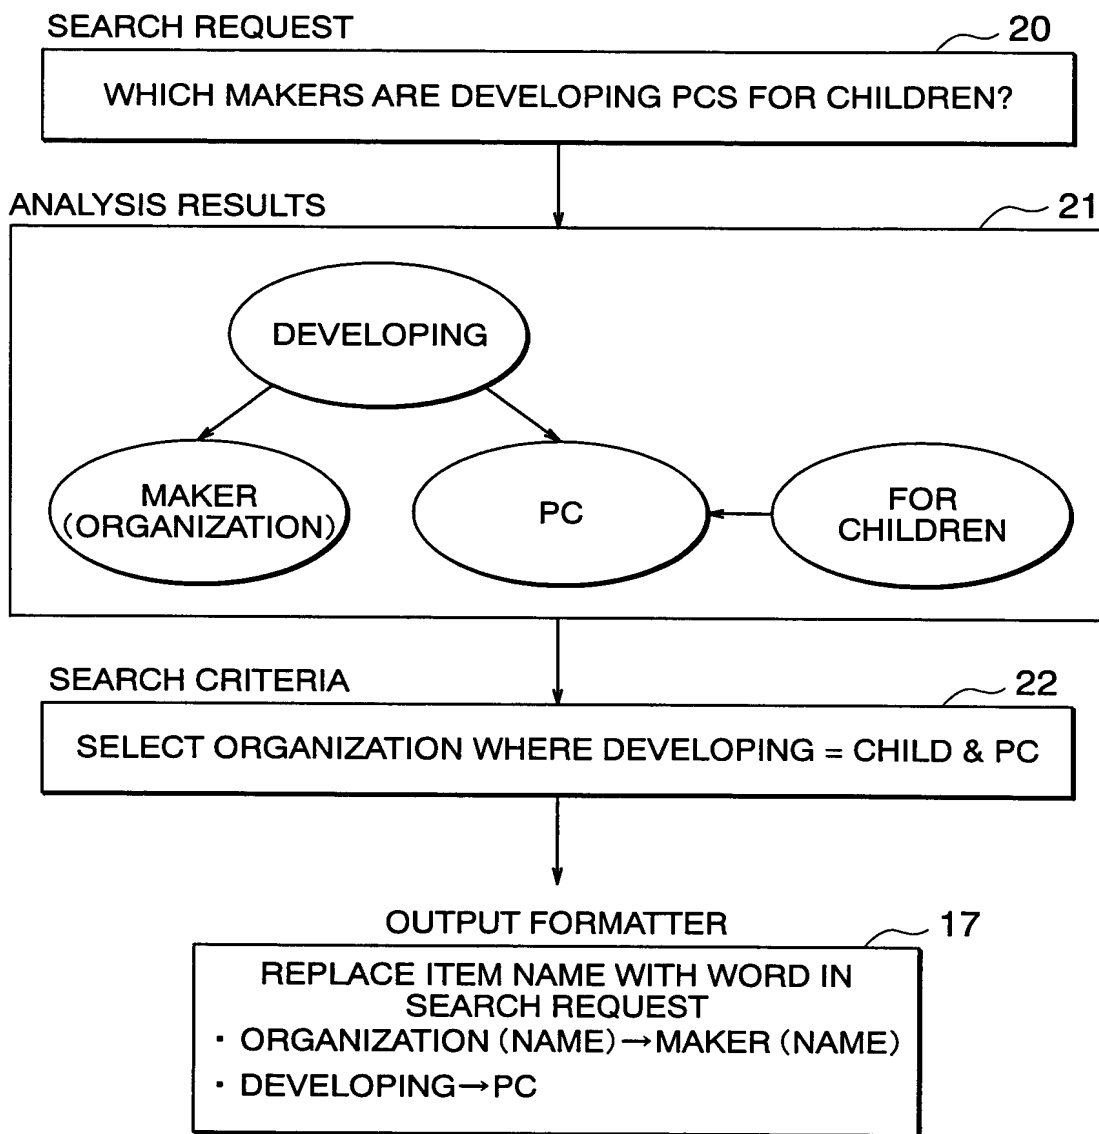 SEARCH REQUEST
20
WHICH MAKERS ARE DEVELOPING PCS FOR CHILDREN?
ANALYSIS RESULTS
21
DEVELOPING
MAKER
(ORGANIZATION)
PC
FOR
CHILDREN
SEARCH CRITERIA
22
SELECT ORGANIZATION WHERE DEVELOPING = CHILD & PC
OUTPUT FORMATTER
17
REPLACE ITEM NAME WITH WORD IN
SEARCH REQUEST
・ ORGANIZATION (NAME)→MAKER (NAME)
・ DEVELOPING→PC